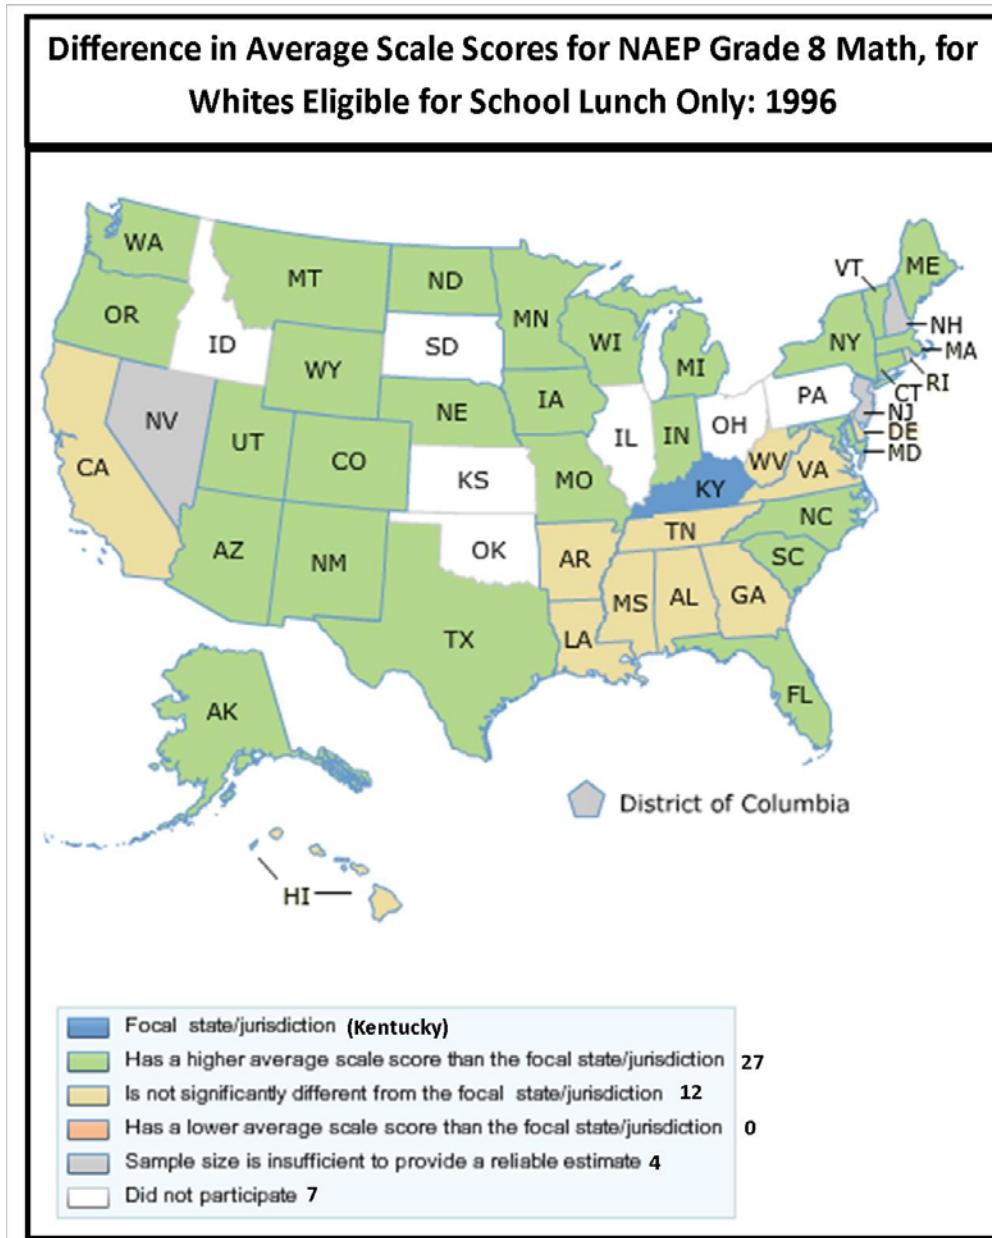 Difference in Average Scale Scores for NAEP Grade 8 Math, for
Whites Eligible for School Lunch Only: 1996
WA
MT
ND
VT
ME
OR
MN
ID
SD
WI
NY
NH
WY
MI
MA
RI
CT
NE
IA
PA
NV
UT
IL
IN
OH
NJ
DE
MD
CA
CO
KS
MO
WV
VA
KY
NC
AZ
NM
OK
AR
TN
SC
MS
AL
GA
TX
LA
FL
AK
District of Columbia
HI
Focal state/jurisdiction (Kentucky)
Has a higher average scale score than the focal state/jurisdiction 27
Is not significantly different from the focal state/jurisdiction 12
Has a lower average scale score than the focal state/jurisdiction 0
Sample size is insufficient to provide a reliable estimate 4
Did not participate 7